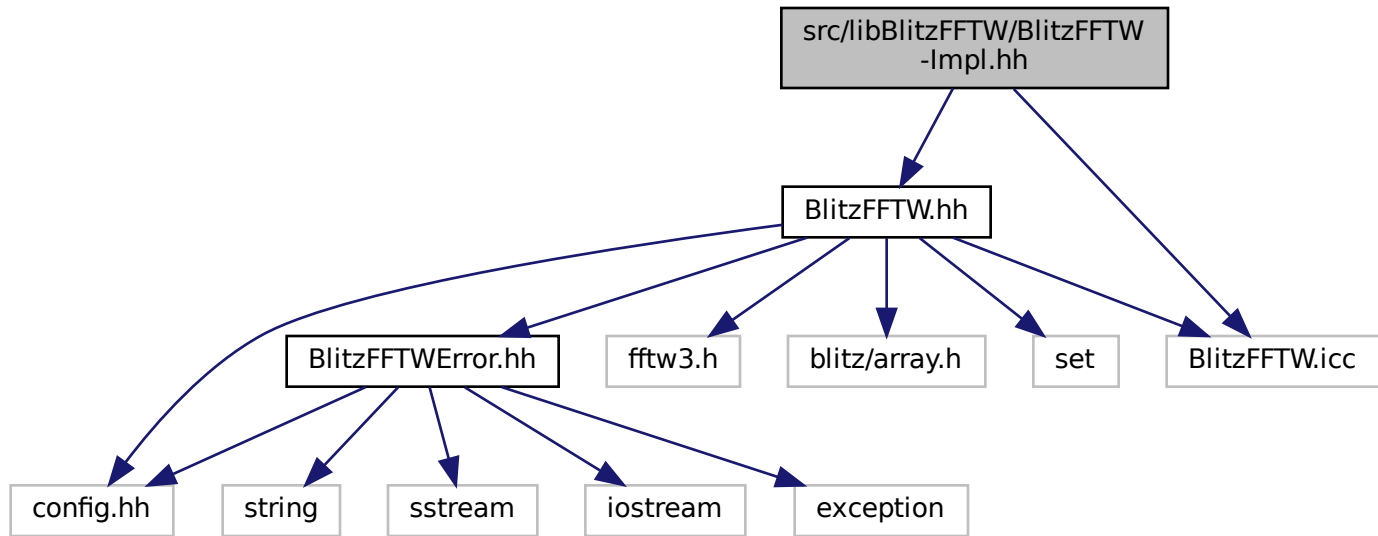 src/libBlitzFFTW/BlitzFFTW
-Impl.hh
BlitzFFTW.hh
BlitzFFTWError.hh
fftw3.h
blitz/array.h
set
BlitzFFTW.icc
config.hh
string
sstream
iostream
exception